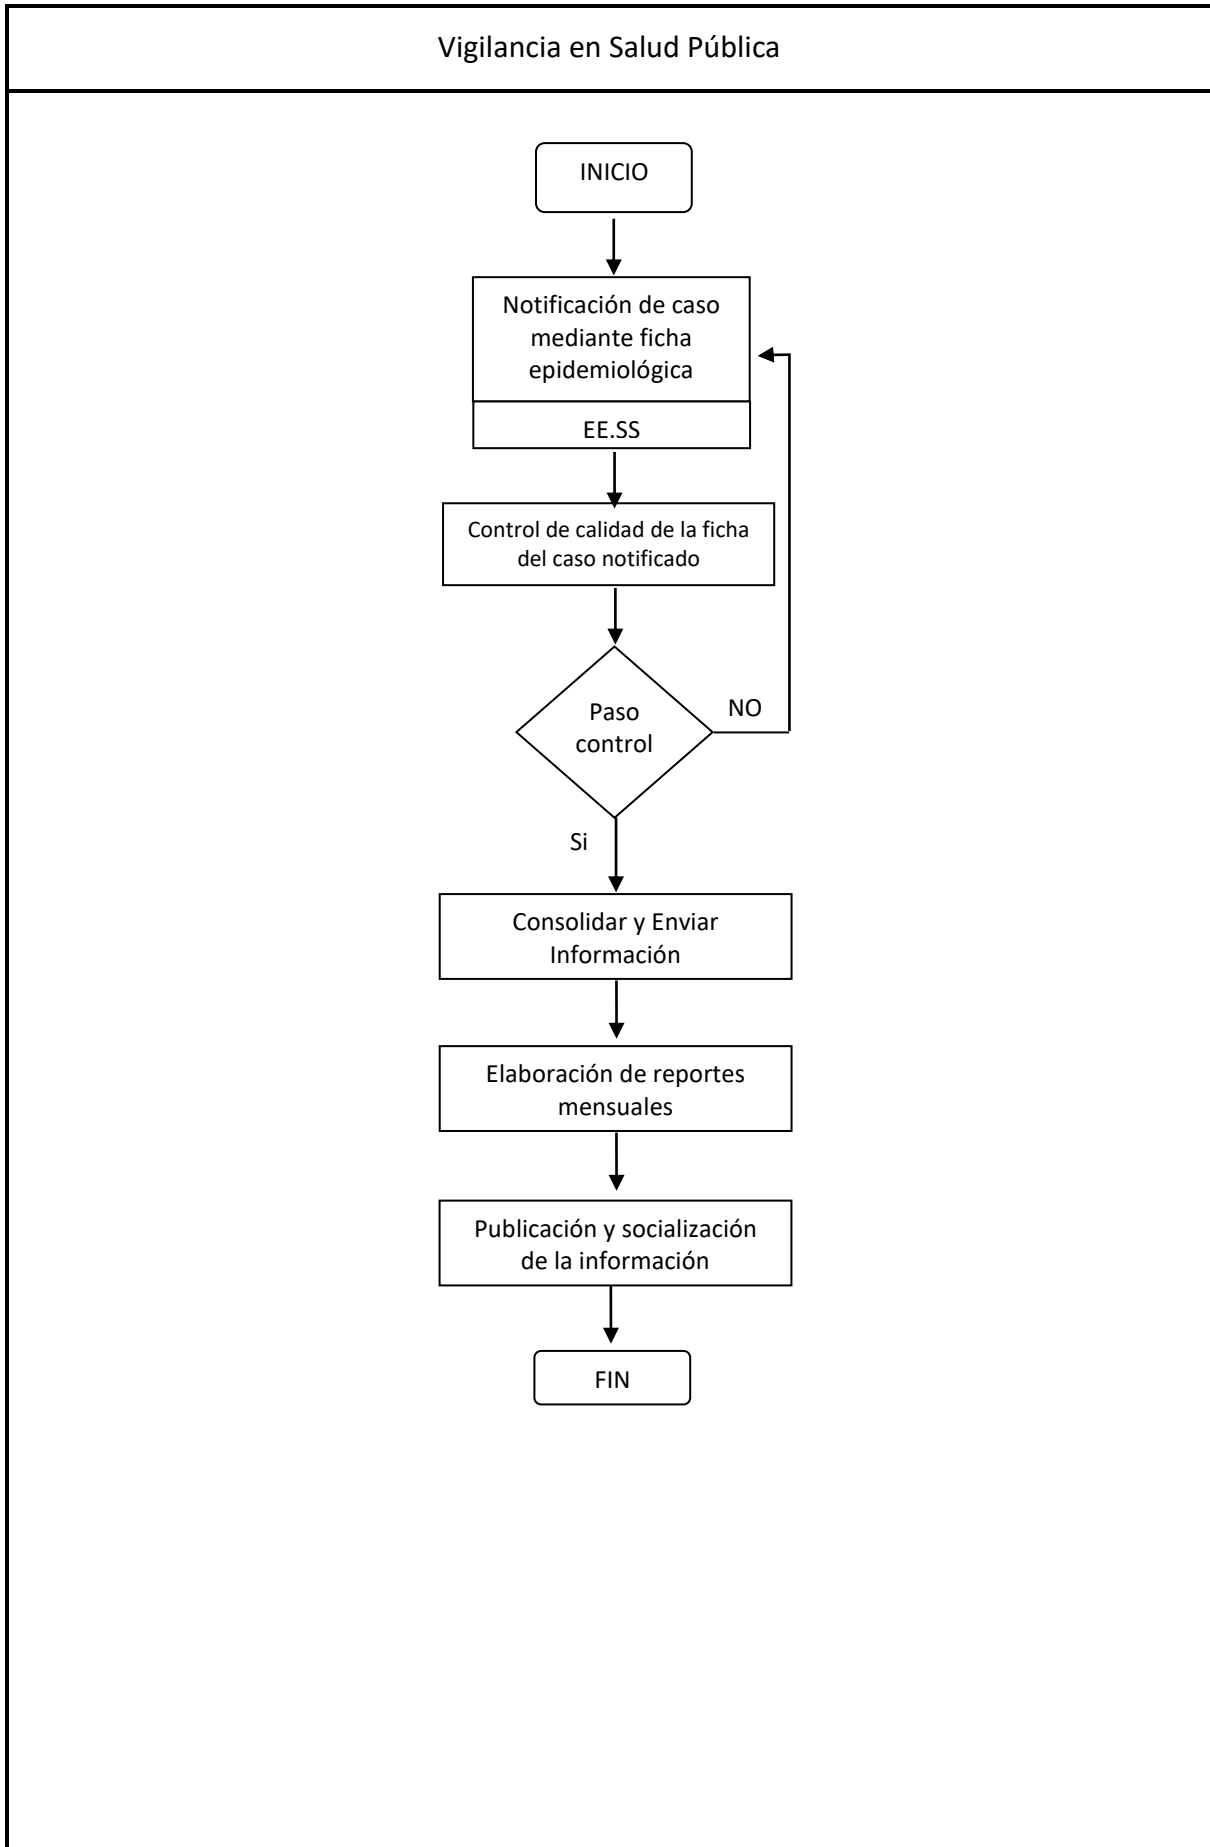 Vigilancia en Salud Pública
INICIO
Notificación de caso
mediante ficha
epidemiológica
EE.SS
Control de calidad de la ficha
del caso notificado
Paso
control
NO
Si
Consolidar y Enviar
Información
Elaboración de reportes
mensuales
Publicación y socialización
de la información
FIN